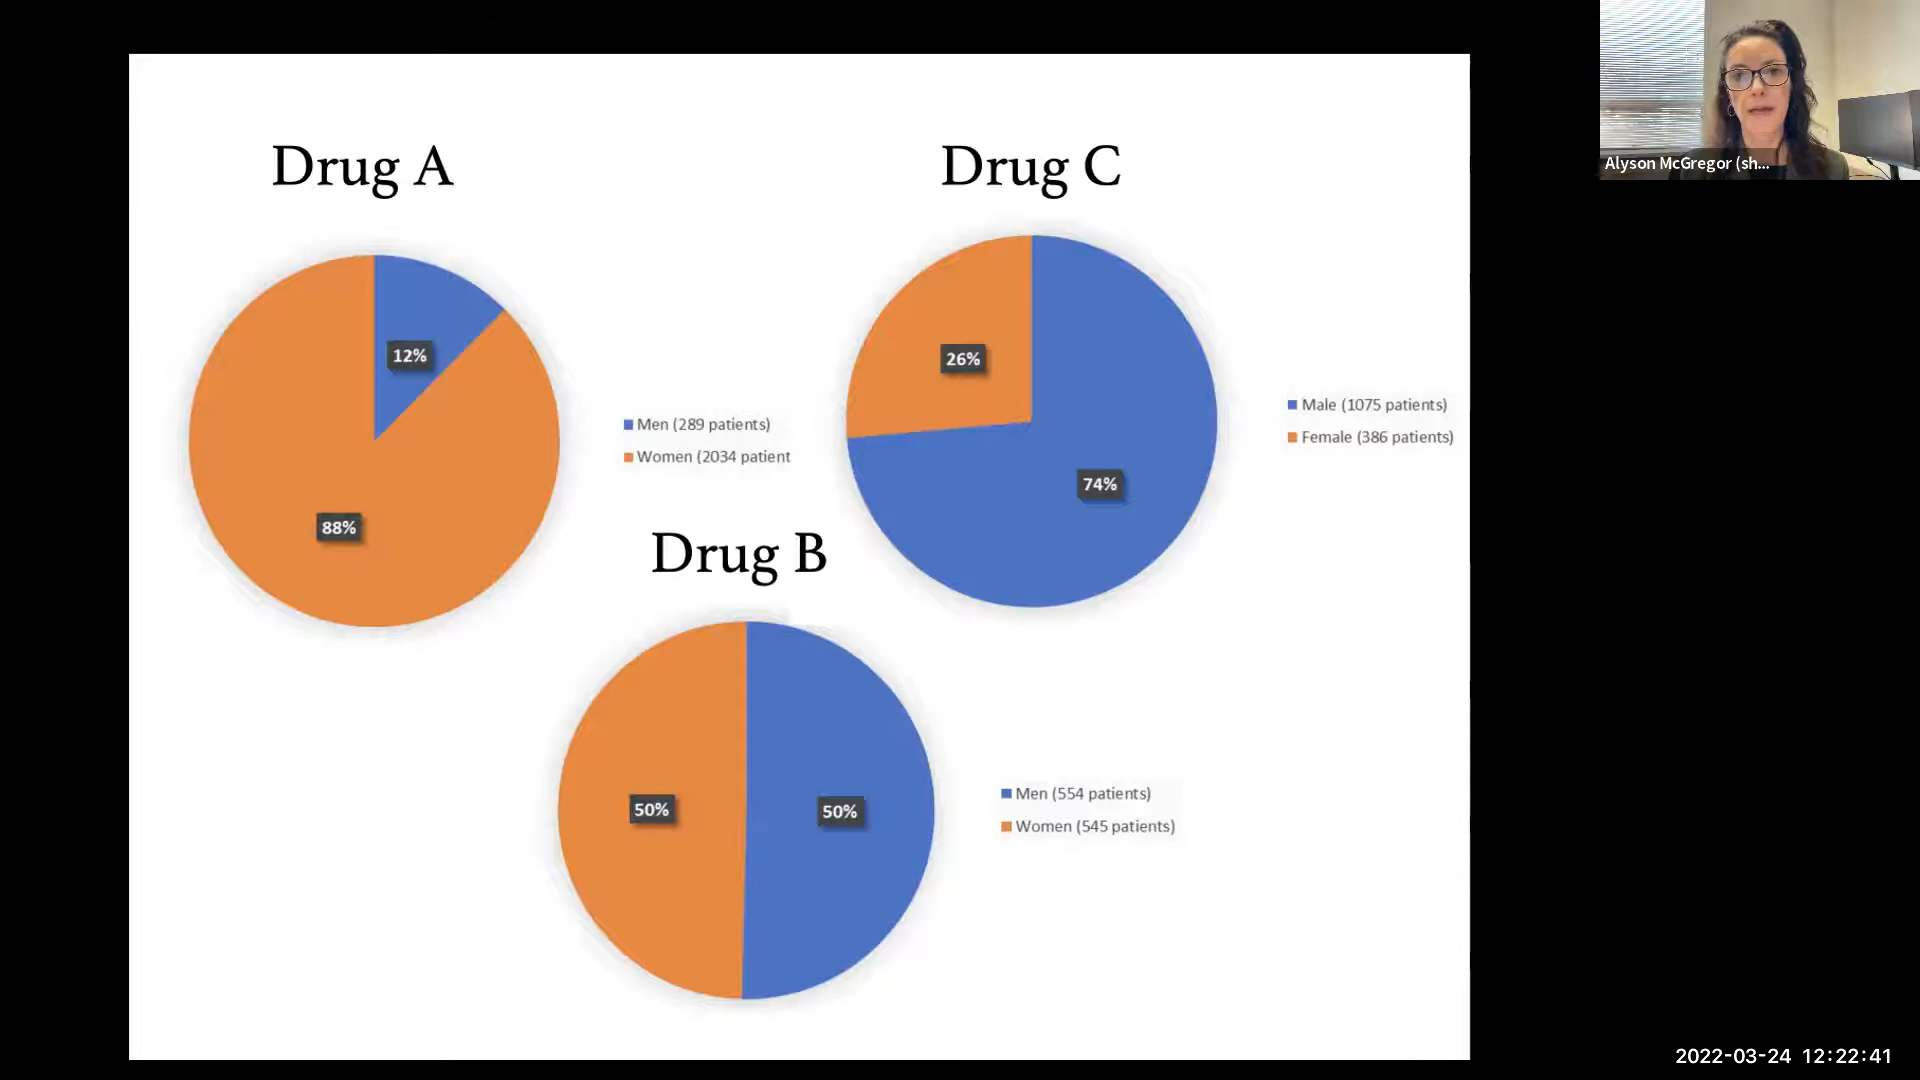 Drug A
12%
88%
Men (289 patients)
Women (2034 patient
Drug C
26%
74%
Male (1075 patients)
Female (386 patients)
Drug B
50%
50%
Men (554 patients)
Women (545 patients)
Alyson McGregor (sh...
2022-03-24 12:22:41